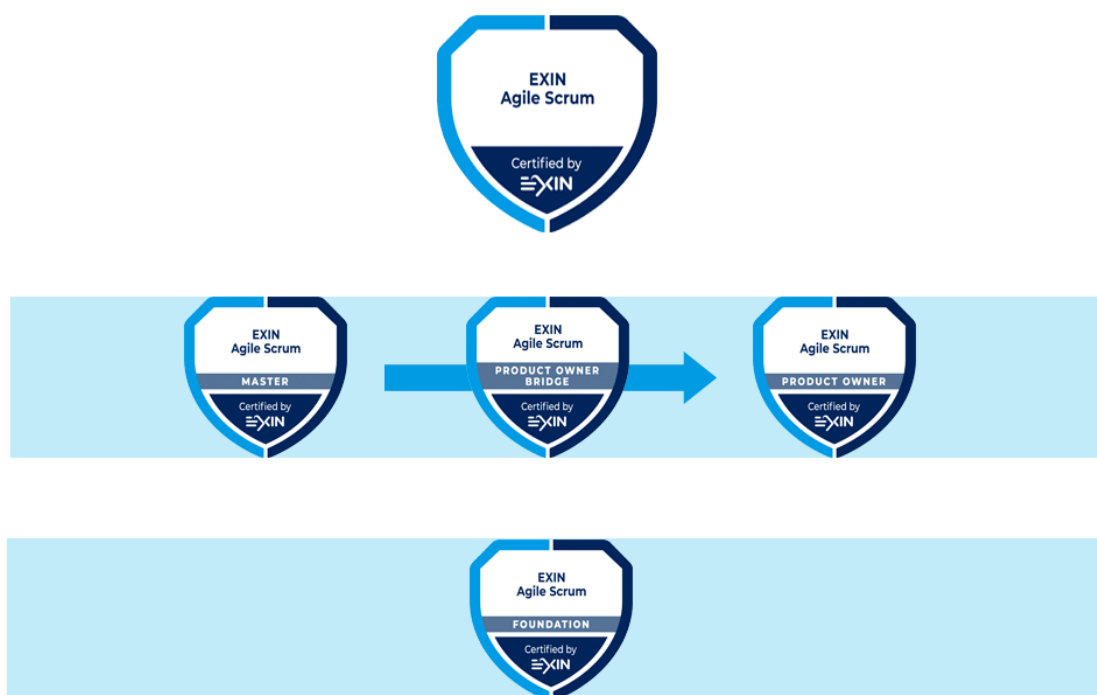 EXIN
Agile Scrum
Certified by
EXIN
EXIN
Agile Scrum
MASTER
Certified by
EXIN
EXIN
Agile Scrum
PRODUCT OWNER
BRIDGE
Certified by
EXIN
EXIN
Agile Scrum
PRODUCT OWNER
Certified by
EXIN
EXIN
Agile Scrum
FOUNDATION
Certified by
EXIN